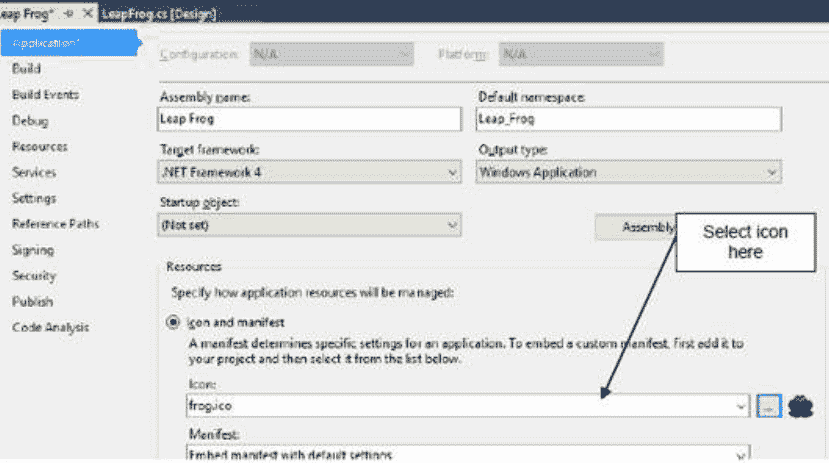 Leap Frog* LeapFrog.cs [Design]
Application*
Configuration: N/A Platform: N/A
Build
Build Events
Debug
Resources
Services
Settings
Reference Paths
Signing
Security
Publish
Code Analysis
Assembly name: Default namespace:
Leap Frog Leap_Frog
Target framework: Output type:
.NET Framework 4 Windows Application
Startup object:
(Not set) Assembly
Select icon
here
Resources
Specify how application resources will be managed:
Icon and manifest
A manifest determines specific settings for an application. To embed a custom manifest, first add it to
your project and then select it from the list below.
Icon:
frog.ico ...
Manifest:
Embed manifest with default settings